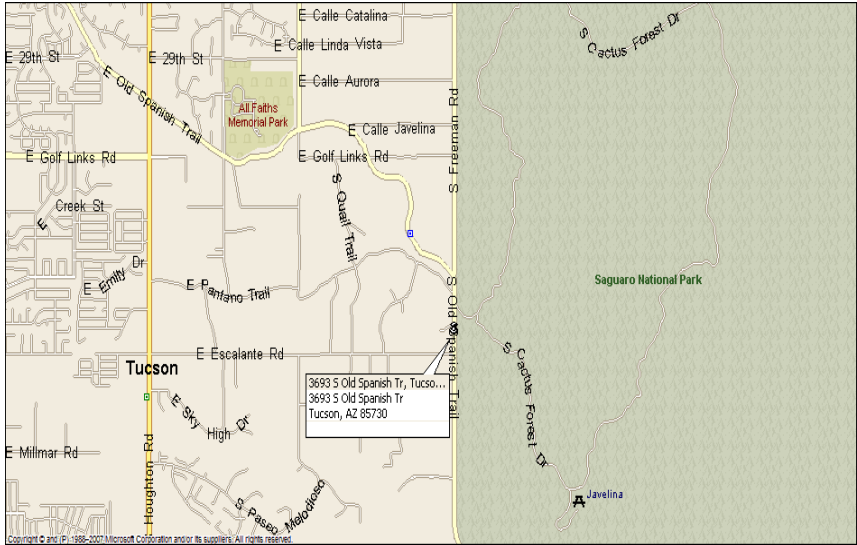 E Calle Catalina
S Cactus Forest Dr
E Calle Linda Vista
E 29th St
E 29th St
E Old Spanish Trail
E Calle Aurora
S Freeman Rd
All Faiths
Memorial Park
E Calle Javelina
E Golf Links Rd
E Golf Links Rd
S Quail Trail
E Creek St
E Emily Dr
E Pantano Trail
S Old Spanish Trail
Saguaro National Park
E Escalante Rd
Tucson
S Cactus Forest Dr
3693 S Old Spanish Tr, Tucso...
3693 S Old Spanish Tr
Tucson, AZ 85730
E Sky High Dr
E Millmar Rd
Houghton Rd
S Paseo Melodioso
Javelina
Copyright © and (P) 1988–2007 Microsoft Corporation and/or its suppliers. All rights reserved.